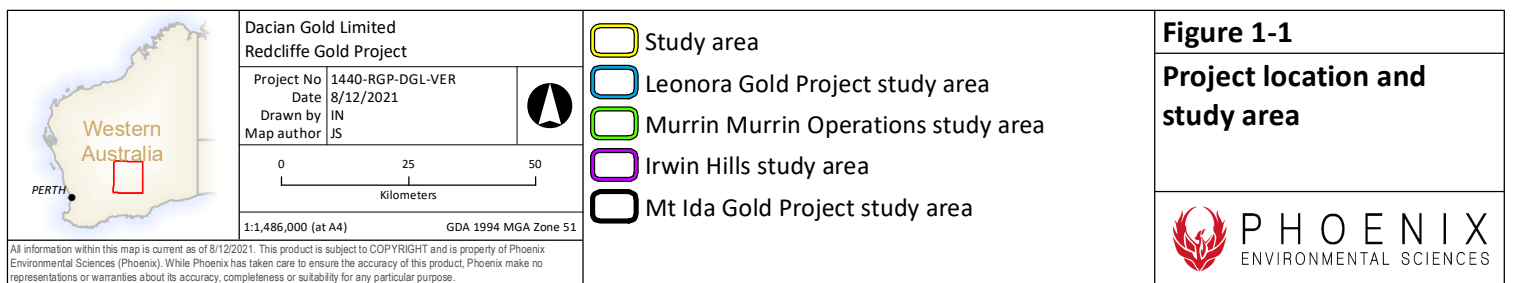 Western
Australia
PERTH
Dacian Gold Limited
Redcliffe Gold Project
Project No 1440-RGP-DGL-VER
Date 8/12/2021
Drawn by IN
Map author JS
0 25 50
Kilometers
1:1,486,000 (at A4) GDA 1994 MGA Zone 51
All information within this map is current as of 8/12/2021. This product is subject to COPYRIGHT and is property of Phoenix
Environmental Sciences (Phoenix). While Phoenix has taken care to ensure the accuracy of this product, Phoenix make no
representations or warranties about its accuracy, completeness or suitability for any particular purpose.
Study area
Leonora Gold Project study area
Murrin Murrin Operations study area
Irwin Hills study area
Mt Ida Gold Project study area
Figure 1-1
Project location and
study area
PHOENIX
ENVIRONMENTAL SCIENCES